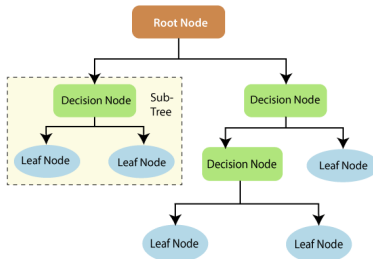 Root Node
Decision Node
Sub-
Tree
Decision Node
Leaf Node
Leaf Node
Decision Node
Leaf Node
Leaf Node
Leaf Node